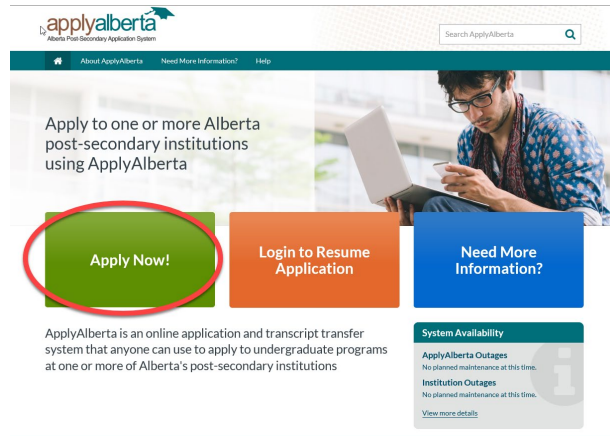 applyalberta
Alberta Post-Secondary Application System
Search ApplyAlberta
About ApplyAlberta Need More Information? Help
Apply to one or more Alberta
post-secondary institutions
using ApplyAlberta
Apply Now!
Login to Resume
Application
Need More
Information?
ApplyAlberta is an online application and transcript transfer
system that anyone can use to apply to undergraduate programs
at one or more of Alberta's post-secondary institutions
System Availability
ApplyAlberta Outages
No planned maintenance at this time.
Institution Outages
No planned maintenance at this time.
View more details